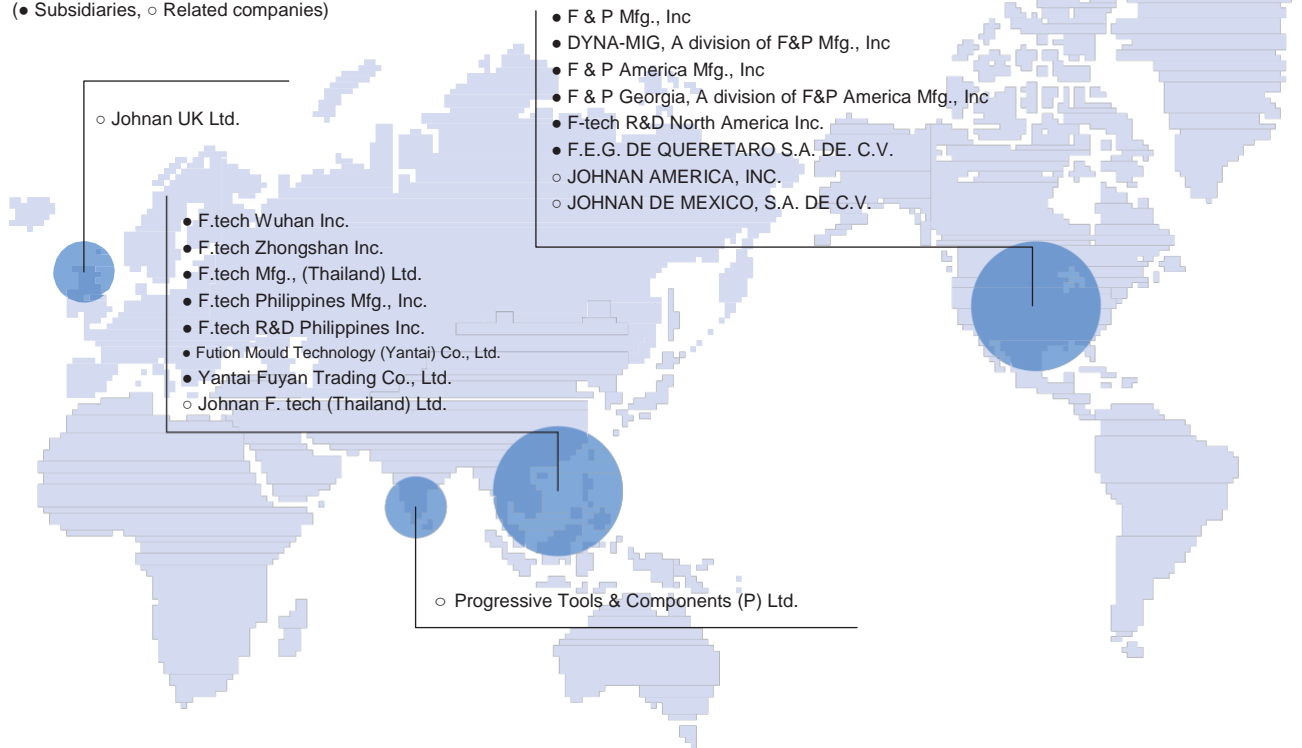 (● Subsidiaries, ○ Related companies)
● F & P Mfg., Inc
● DYNA-MIG, A division of F&P Mfg., Inc
● F & P America Mfg., Inc
● F & P Georgia, A division of F&P America Mfg., Inc
● F-tech R&D North America Inc.
● F.E.G. DE QUERETARO S.A. DE. C.V.
○ JOHNAN AMERICA, INC.
○ JOHNAN DE MEXICO, S.A. DE C.V.
○ Johnan UK Ltd.
● F.tech Wuhan Inc.
● F.tech Zhongshan Inc.
● F.tech Mfg., (Thailand) Ltd.
● F.tech Philippines Mfg., Inc.
● F.tech R&D Philippines Inc.
● Fution Mould Technology (Yantai) Co., Ltd.
● Yantai Fuyan Trading Co., Ltd.
○ Johnan F. tech (Thailand) Ltd.
○ Progressive Tools & Components (P) Ltd.